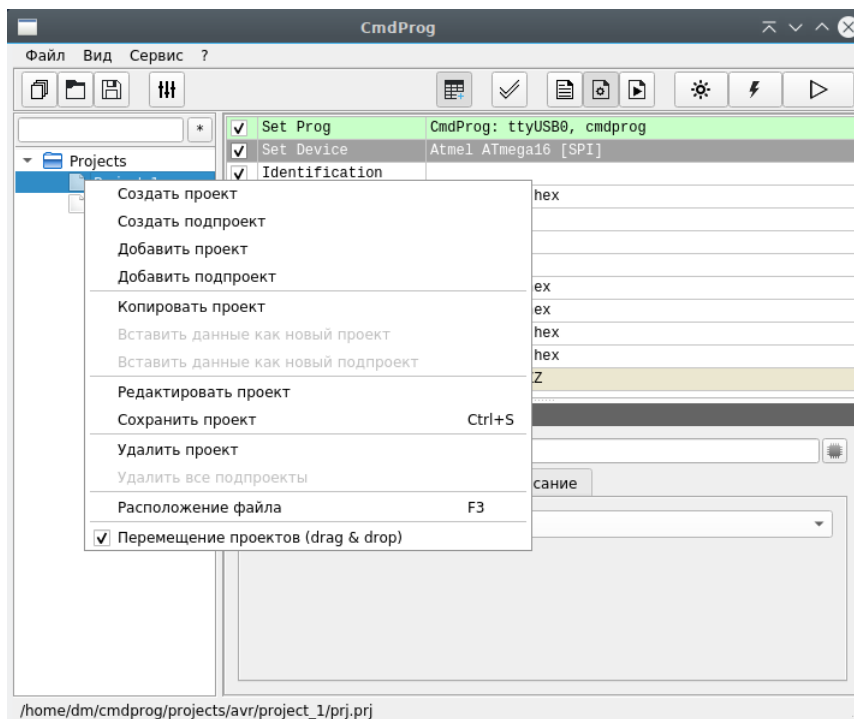 CmdProg
Файл Вид Сервис ?
*
Set Prog CmdProg: ttyUSB0, cmdprog
Set Device Atmel ATmega16 [SPI]
Projects
Identification
Создать проект
hex
Создать подпроект
Добавить проект
Добавить подпроект
ex
Копировать проект
ex
Вставить данные как новый проект
hex
Вставить данные как новый подпроект
hex
Редактировать проект
Сохранить проект Ctrl+S
Удалить проект
Удалить все подпроекты
сание
Расположение файла F3
Перемещение проектов (drag & drop)
/home/dm/cmdprog/projects/avr/project_1/prj.prj